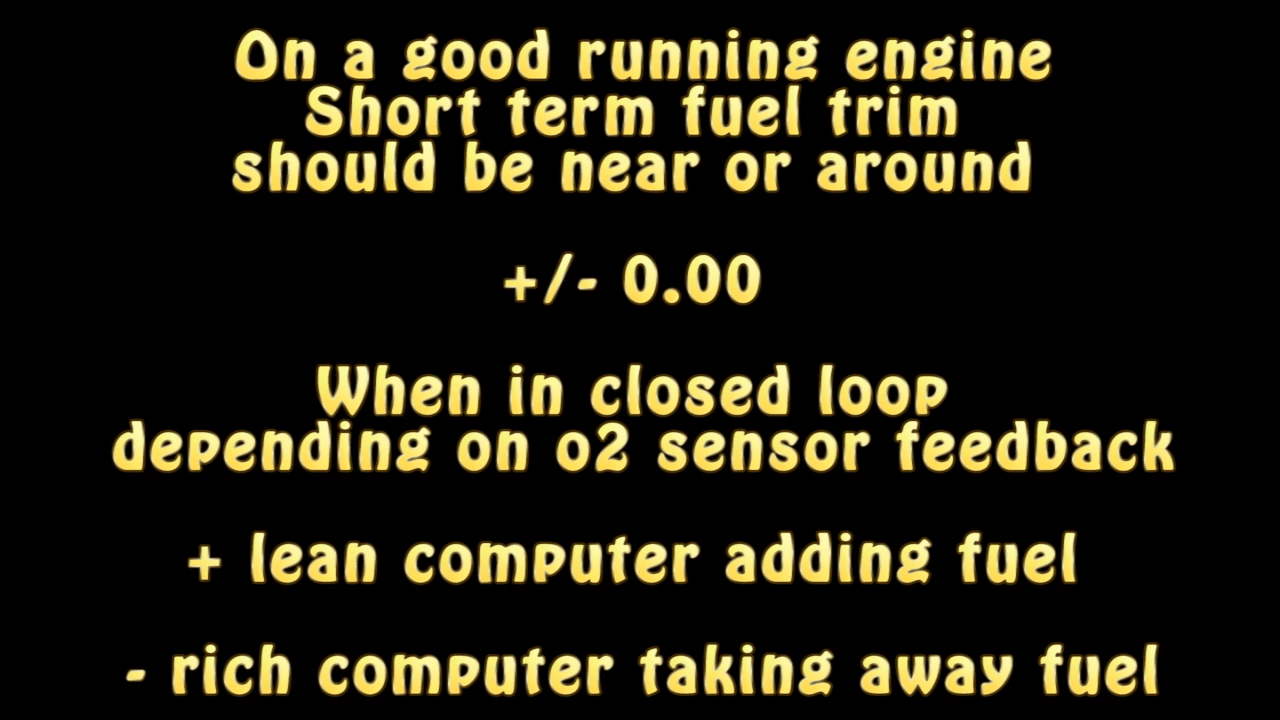 On a good running engine
Short term fuel trim
should be near or around
+/- 0.00
When in closed loop
depending on o2 sensor feedback
+ lean computer adding fuel
- rich computer taking away fuel